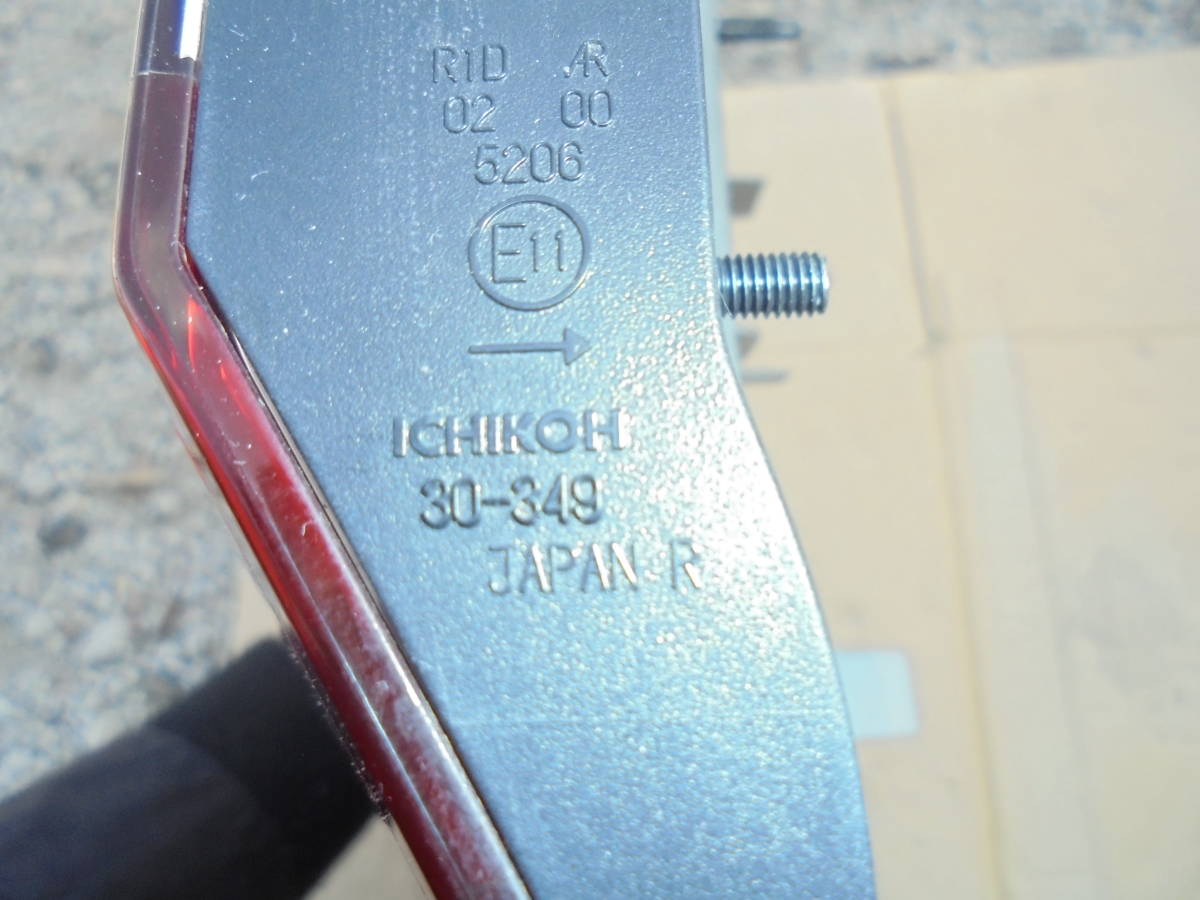 R1D AR
02 00
5206
E11
→
ICHIKOH
30-349
JAPAN R